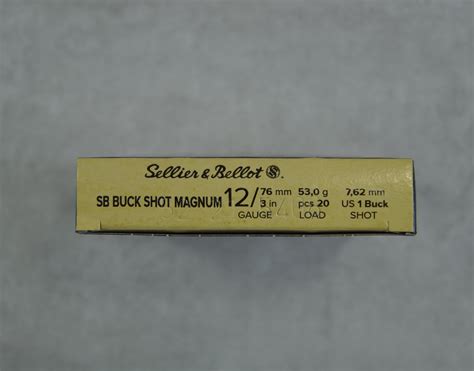 Sellier & Bellot SB.
SB BUCK SHOT MAGNUM 12/ 76 mm 53,0 g 7,62 mm
3 in pcs 20 US 1 Buck
GAUGE LOAD SHOT